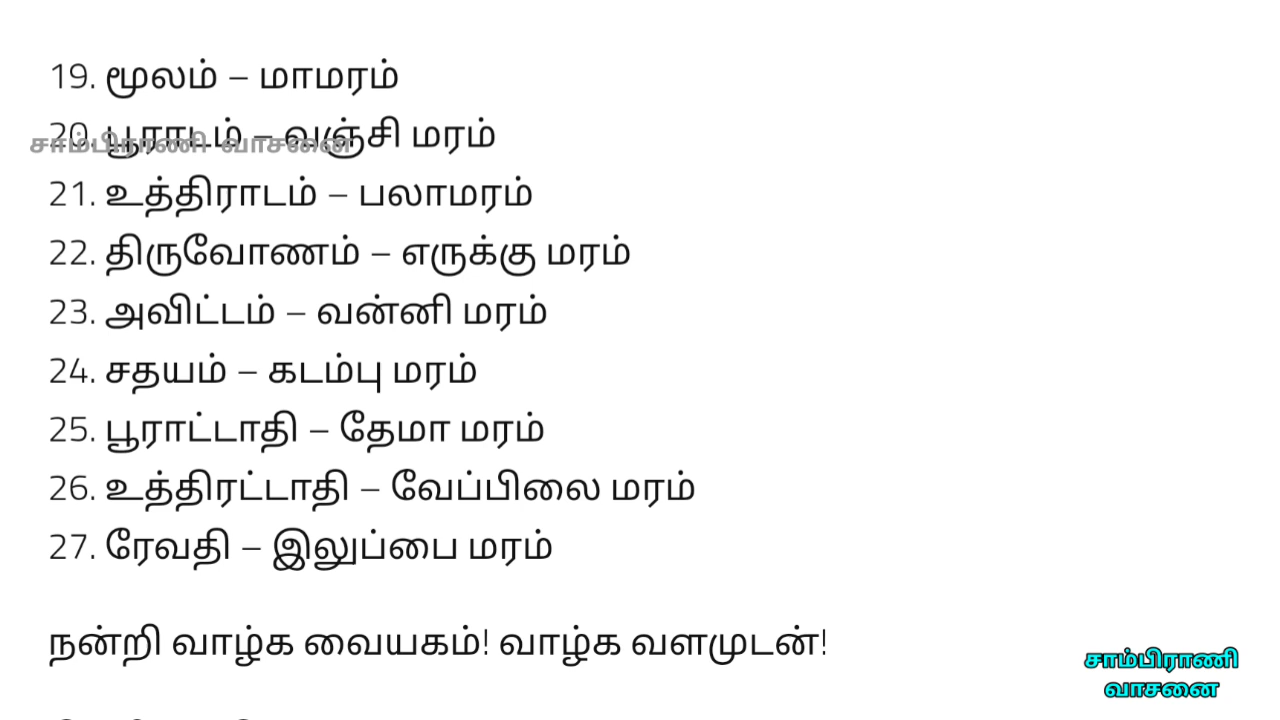 19. மூலம் – மாமரம்
20. பூராடம் – வஞ்சி மரம்
சாம்பிராணி வாசனை
21. உத்திராடம் – பலாமரம்
22. திருவோணம் – எருக்கு மரம்
23. அவிட்டம் – வன்னி மரம்
24. சதயம் – கடம்பு மரம்
25. பூராட்டாதி – தேமா மரம்
26. உத்திரட்டாதி – வேப்பிலை மரம்
27. ரேவதி – இலுப்பை மரம்
நன்றி வாழ்க வையகம்! வாழ்க வளமுடன்!
சாம்பிராணி
வாசனை